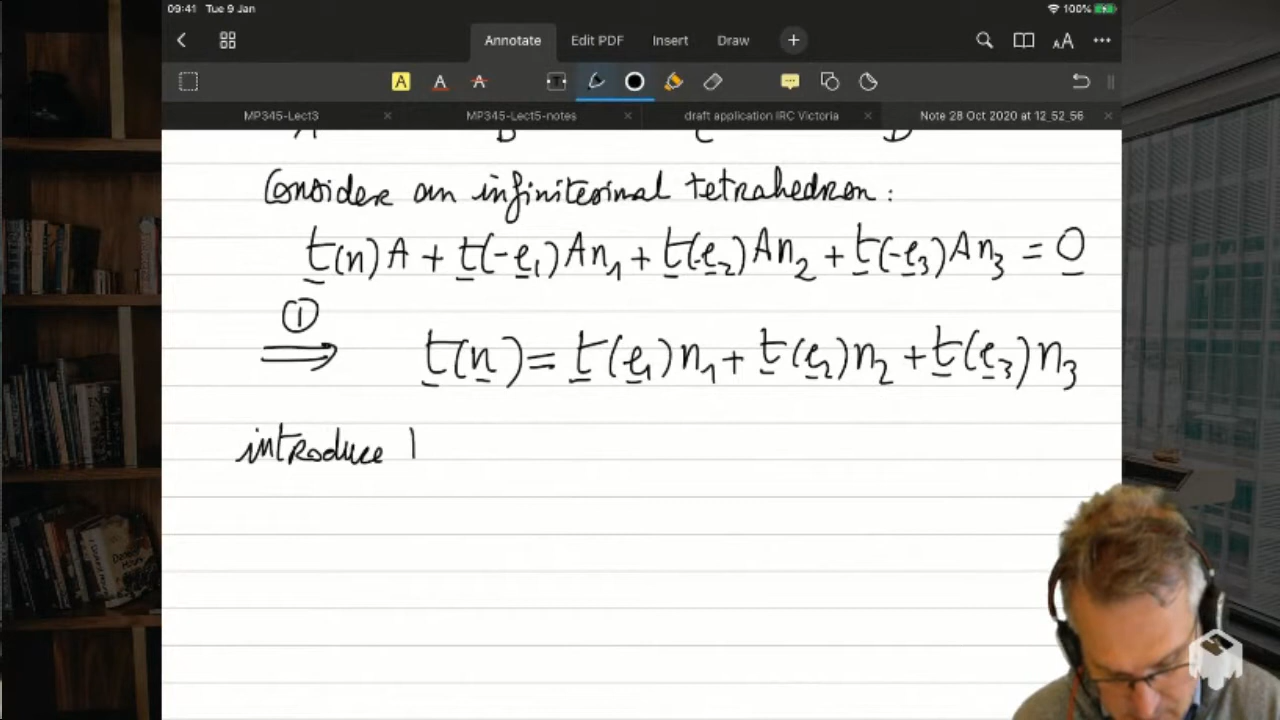 09:41 Tue 9 Jan 100%
Annotate Edit PDF Insert Draw
MP345-Lect3 MP345-Lect5-notes draft application IRC Victoria Note 28 Oct 2020 at 12_52_56
A B C D
Consider an infinitesimal tetrahedron:
t(n)A + t(-e₁)An₁ + t(-e₂)An₂ + t(-e₃)An₃ = 0
① ⟹ t(n) = t(e₁)n₁ + t(e₂)n₂ + t(e₃)n₃
introduce